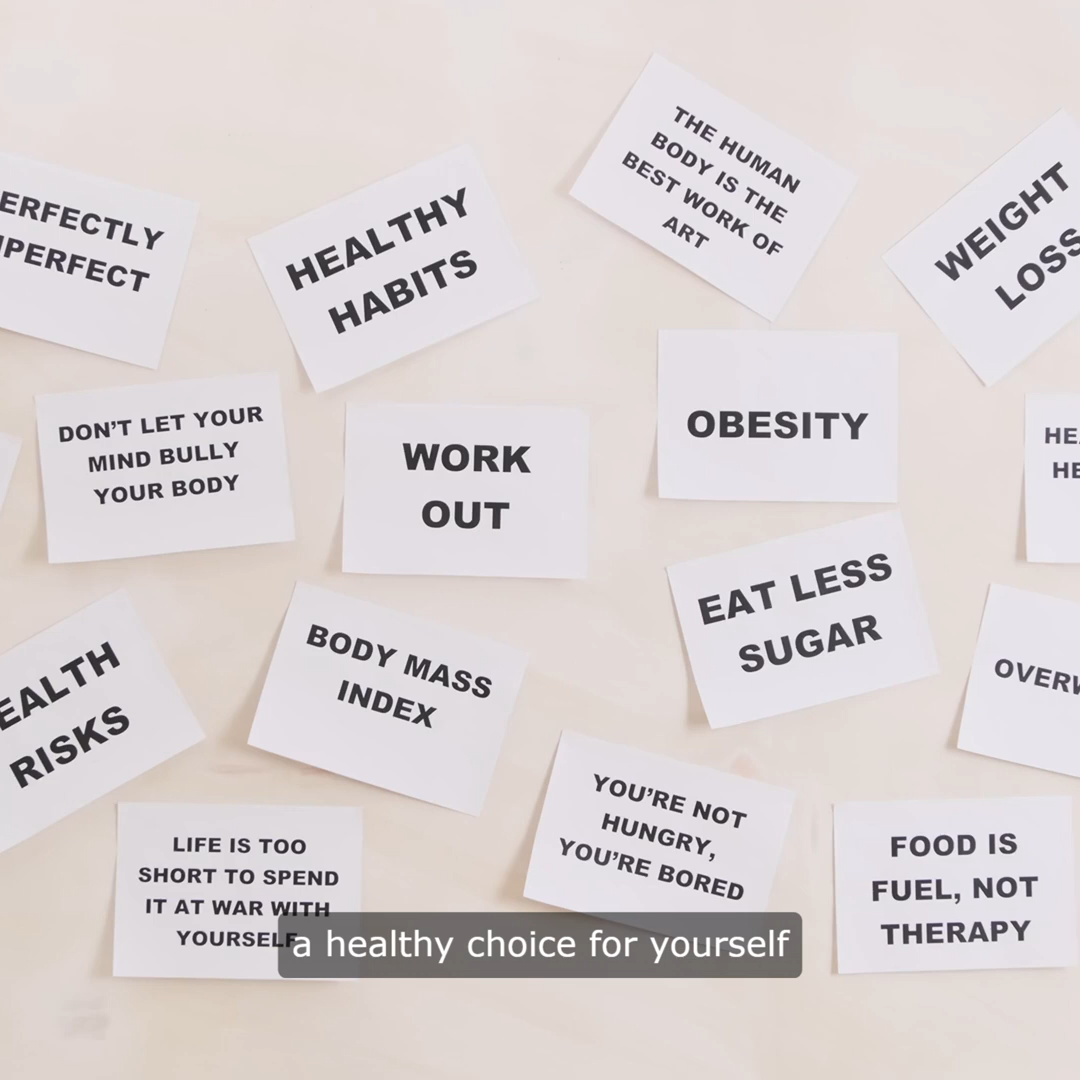 THE HUMAN
BODY IS THE
BEST WORK OF
ART
ERFECTLY
PERFECT
HEALTHY
HABITS
WEIGHT
LOSS
DON'T LET YOUR
MIND BULLY
YOUR BODY
WORK
OUT
OBESITY
HEA
HE
EAT LESS
SUGAR
EALTH
RISKS
BODY MASS
INDEX
OVERW
YOU'RE NOT
HUNGRY,
YOU'RE BORED
LIFE IS TOO
SHORT TO SPEND
IT AT WAR WITH
YOURSELF
FOOD IS
FUEL, NOT
THERAPY
a healthy choice for yourself